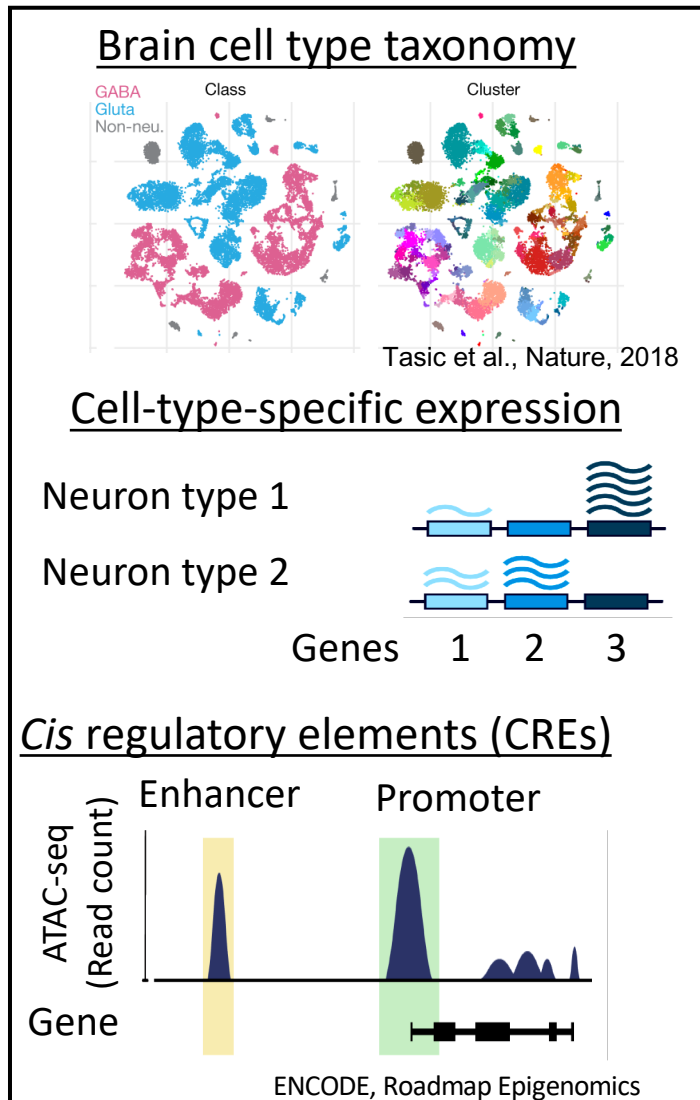 Brain cell type taxonomy
GABA
Gluta
Non-neu.
Class
Cluster
Tasic et al., Nature, 2018
Cell-type-specific expression
Neuron type 1
Neuron type 2
Genes 1 2 3
Cis regulatory elements (CREs)
Enhancer Promoter
ATAC-seq
(Read count)
Gene
ENCODE, Roadmap Epigenomics